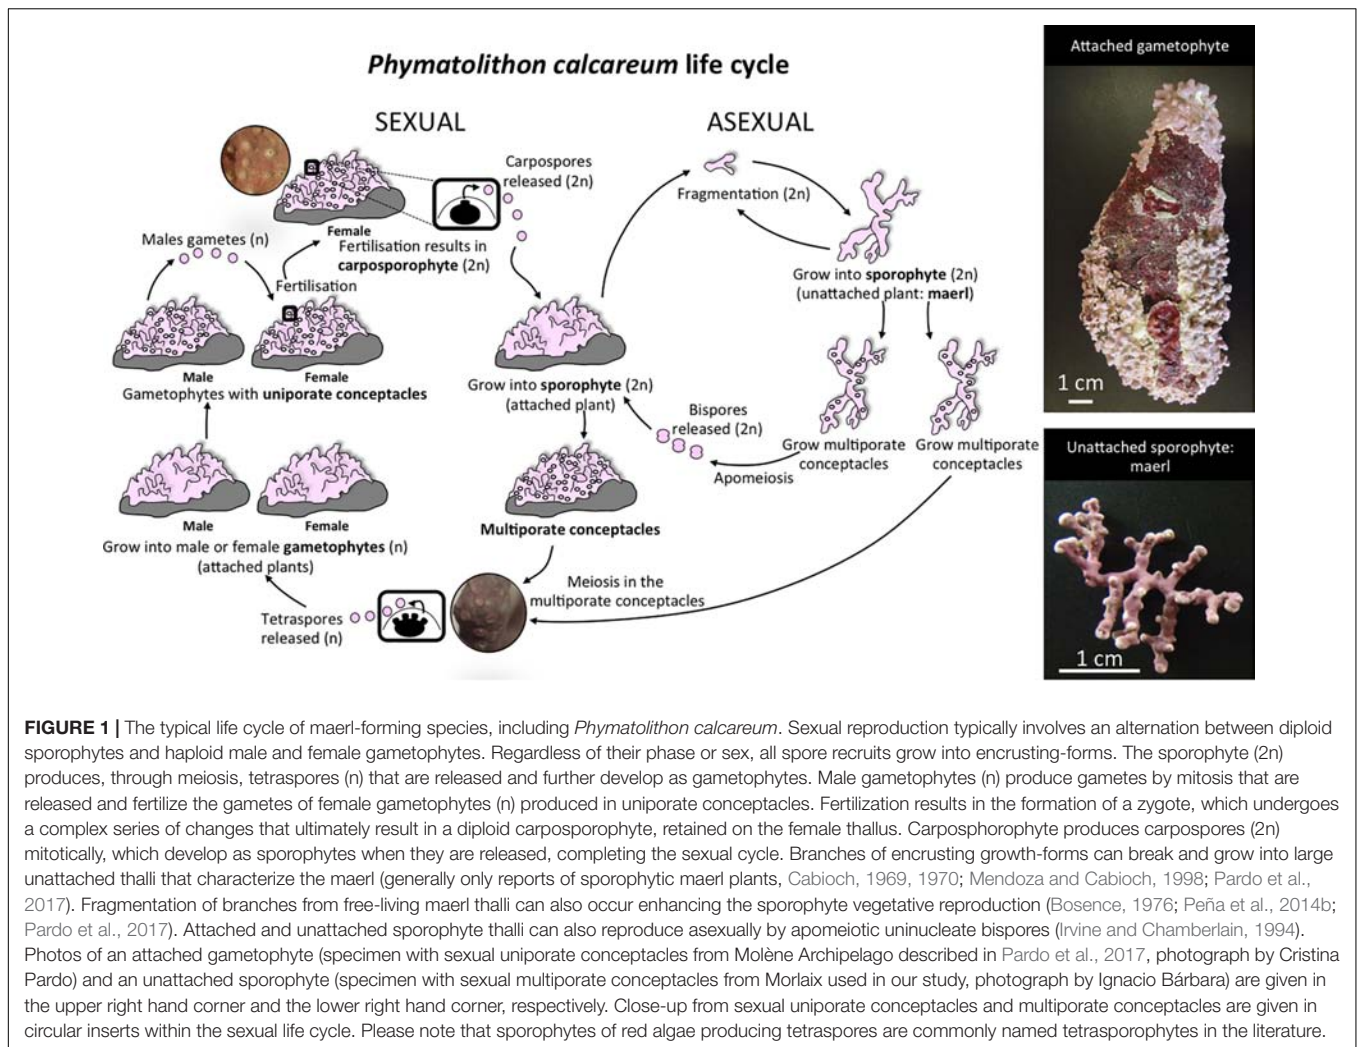 Phymatolithon calcareum life cycle
SEXUAL
ASEXUAL
Carpospores
released (2n)
Female
Fertilisation results in
carposporophyte (2n)
Males gametes (n)
Fertilisation
Male
Female
Gametophytes with uniporate conceptacles
Male
Female
Grow into male or female gametophytes (n)
(attached plants)
Tetraspores
released (n)
Grow into sporophyte (2n)
(attached plant)
Multiporate conceptacles
Meiosis in the
multiporate conceptacles
Fragmentation (2n)
Grow into sporophyte (2n)
(unattached plant: maerl)
Bispores
released (2n)
Apomeiosis
Grow multiporate
conceptacles
Grow multiporate
conceptacles
Attached gametophyte
1 cm
Unattached sporophyte:
maerl
1 cm
FIGURE 1 | The typical life cycle of maerl-forming species, including Phymatolithon calcareum. Sexual reproduction typically involves an alternation between diploid
sporophytes and haploid male and female gametophytes. Regardless of their phase or sex, all spore recruits grow into encrusting-forms. The sporophyte (2n)
produces, through meiosis, tetraspores (n) that are released and further develop as gametophytes. Male gametophytes (n) produce gametes by mitosis that are
released and fertilize the gametes of female gametophytes (n) produced in uniporate conceptacles. Fertilization results in the formation of a zygote, which undergoes
a complex series of changes that ultimately result in a diploid carposporophyte, retained on the female thallus. Carposphorophyte produces carpospores (2n)
mitotically, which develop as sporophytes when they are released, completing the sexual cycle. Branches of encrusting growth-forms can break and grow into large
unattached thalli that characterize the maerl (generally only reports of sporophytic maerl plants, Cabioch, 1969, 1970; Mendoza and Cabioch, 1998; Pardo et al.,
2017). Fragmentation of branches from free-living maerl thalli can also occur enhancing the sporophyte vegetative reproduction (Bosence, 1976; Peña et al., 2014b;
Pardo et al., 2017). Attached and unattached sporophyte thalli can also reproduce asexually by apomeiotic uninucleate bispores (Irvine and Chamberlain, 1994).
Photos of an attached gametophyte (specimen with sexual uniporate conceptacles from Molène Archipelago described in Pardo et al., 2017, photograph by Cristina
Pardo) and an unattached sporophyte (specimen with sexual multiporate conceptacles from Morlaix used in our study, photograph by Ignacio Bárbara) are given in
the upper right hand corner and the lower right hand corner, respectively. Close-up from sexual uniporate conceptacles and multiporate conceptacles are given in
circular inserts within the sexual life cycle. Please note that sporophytes of red algae producing tetraspores are commonly named tetrasporophytes in the literature.